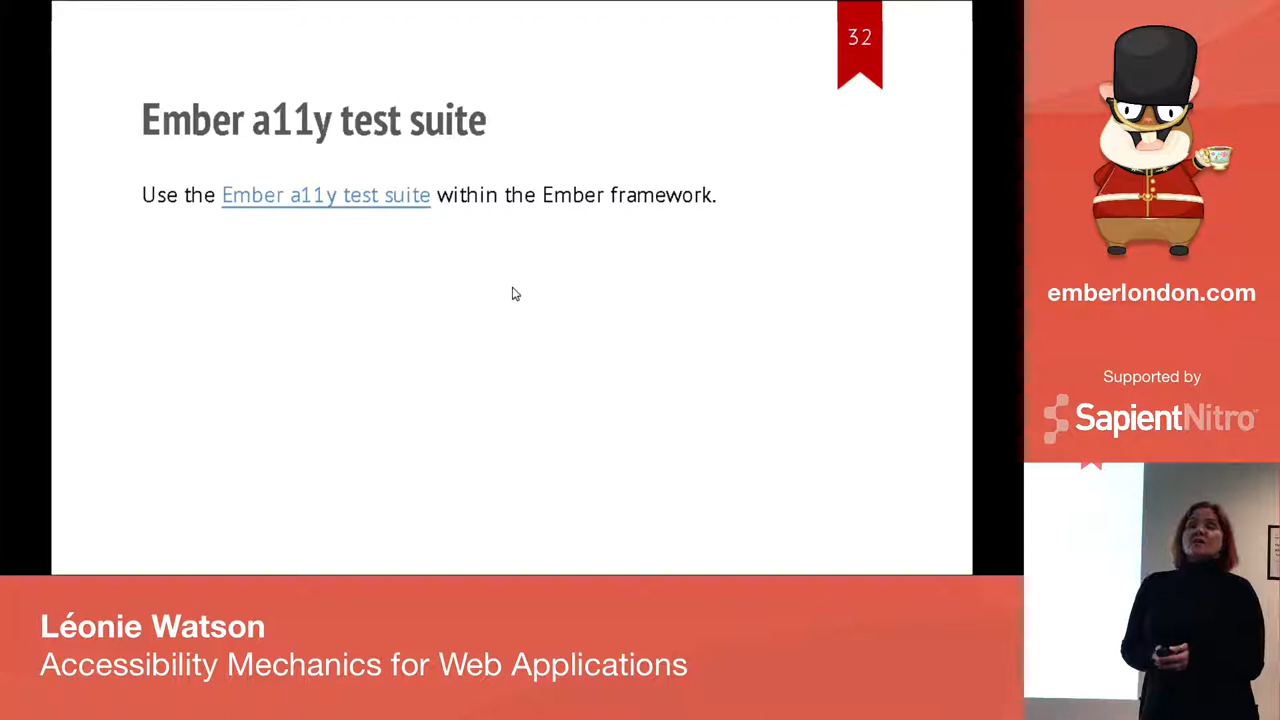 32
Ember a11y test suite
Use the Ember a11y test suite within the Ember framework.
emberlondon.com
Supported by
SapientNitro
Léonie Watson
Accessibility Mechanics for Web Applications